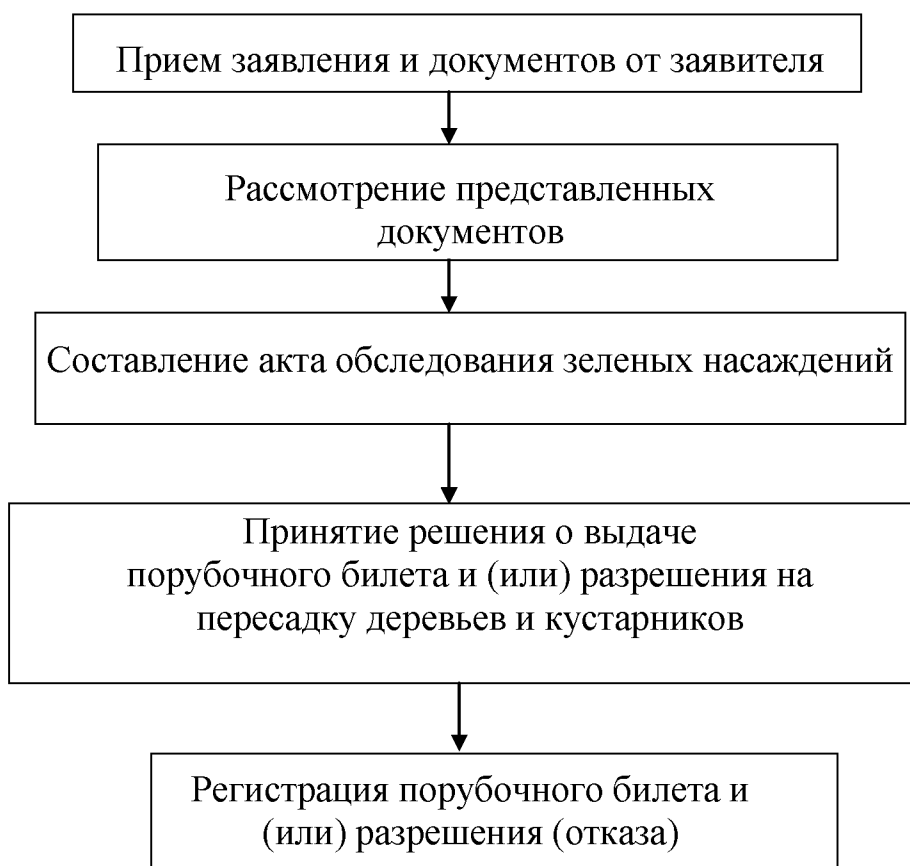 Прием заявления и документов от заявителя
Рассмотрение представленных
документов
Составление акта обследования зеленых насаждений
Принятие решения о выдаче
порубочного билета и (или) разрешения на
пересадку деревьев и кустарников
Регистрация порубочного билета и
(или) разрешения (отказа)